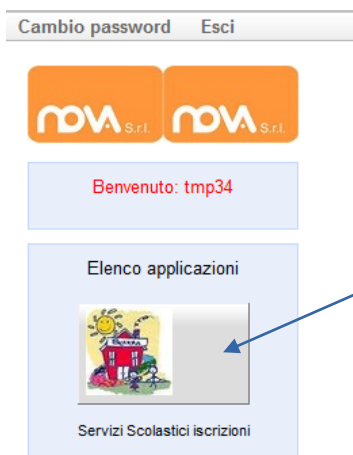 Cambio password Esci
NOVA S.r.l. NOVA S.r.l.
Benvenuto: tmp34
Elenco applicazioni
Servizi Scolastici iscrizioni